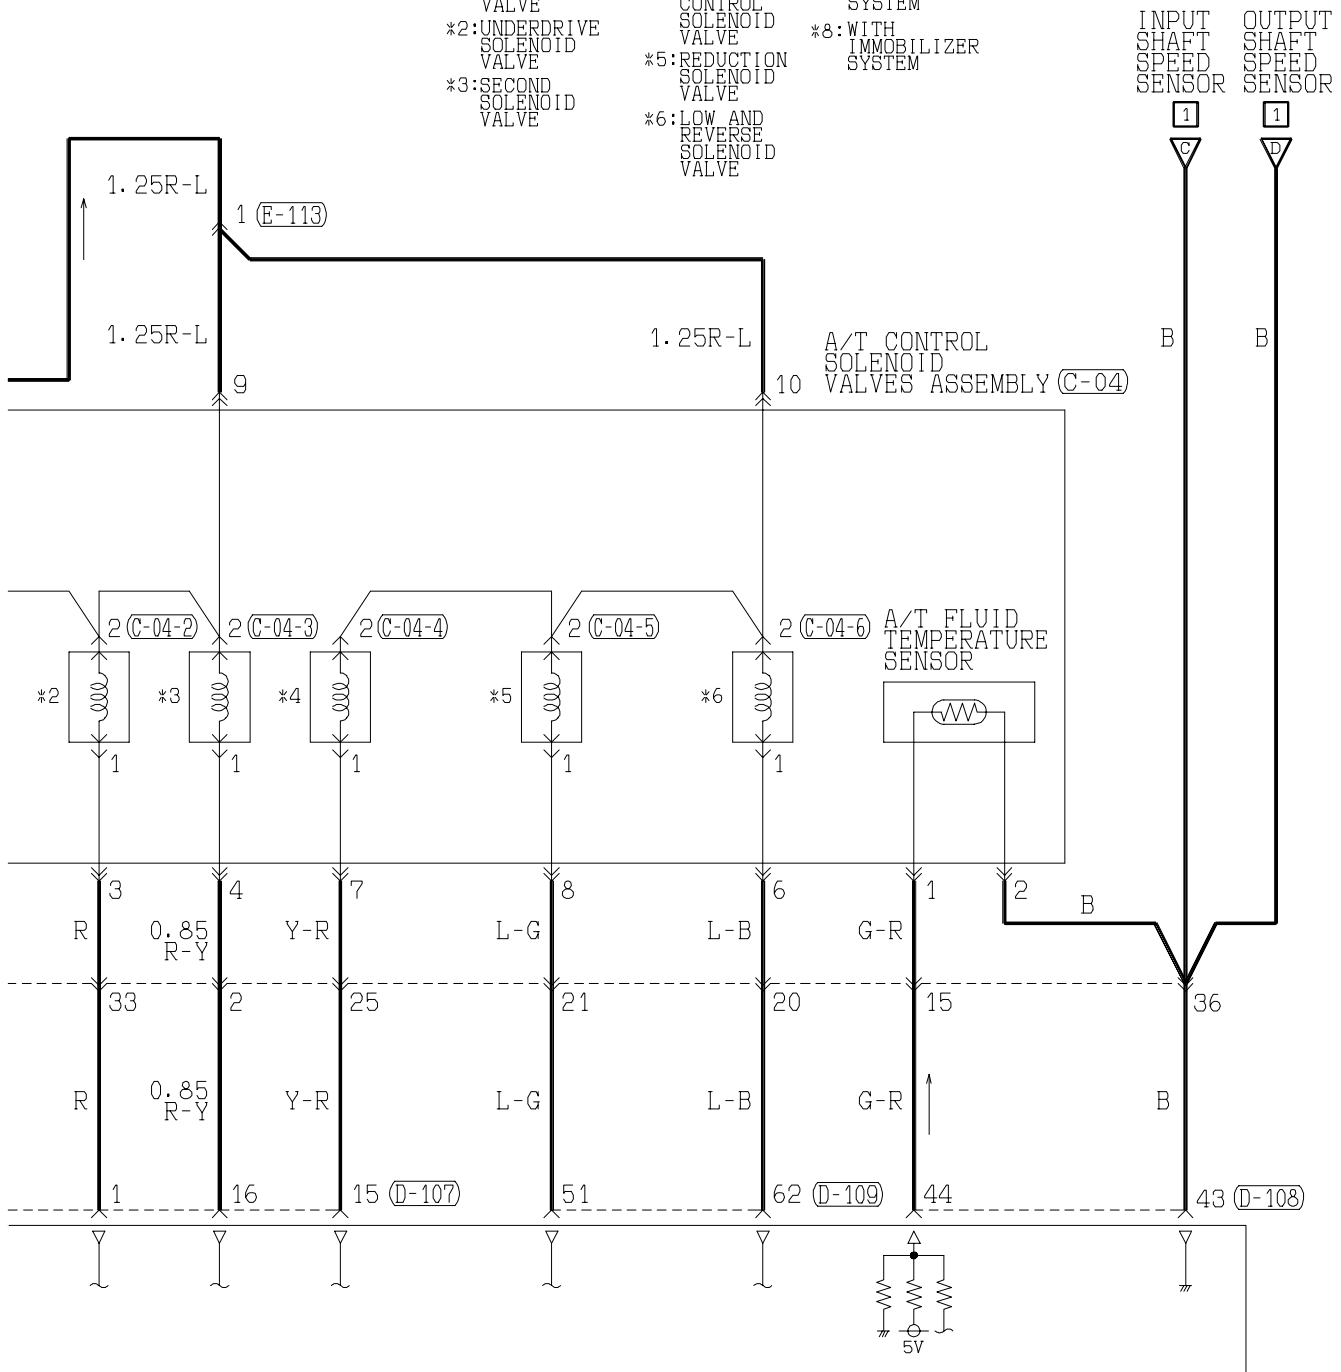 VALVE
*2:UNDERDRIVE
SOLENOID
VALVE
*3:SECOND
SOLENOID
VALVE
CONTROL
SOLENOID
VALVE
*5:REDUCTION
SOLENOID
VALVE
*6:LOW AND
REVERSE
SOLENOID
VALVE
SYSTEM
*8:WITH
IMMOBILIZER
SYSTEM
INPUT
SHAFT
SPEED
SENSOR
OUTPUT
SHAFT
SPEED
SENSOR
1
1
C
D
1.25R-L
1 E-113
1.25R-L
1.25R-L
B
B
A/T CONTROL
SOLENOID
VALVES ASSEMBLY C-04
9
10
2 C-04-2
2 C-04-3
2 C-04-4
2 C-04-5
2 C-04-6
A/T FLUID
TEMPERATURE
SENSOR
*2
*3
*4
*5
*6
1
1
1
1
1
3
4
7
8
6
1
2
B
R
0.85
R-Y
Y-R
L-G
L-B
G-R
33
2
25
21
20
15
36
R
0.85
R-Y
Y-R
L-G
L-B
G-R
B
1
16
15 D-107
51
62 D-109
44
43 D-108
5V